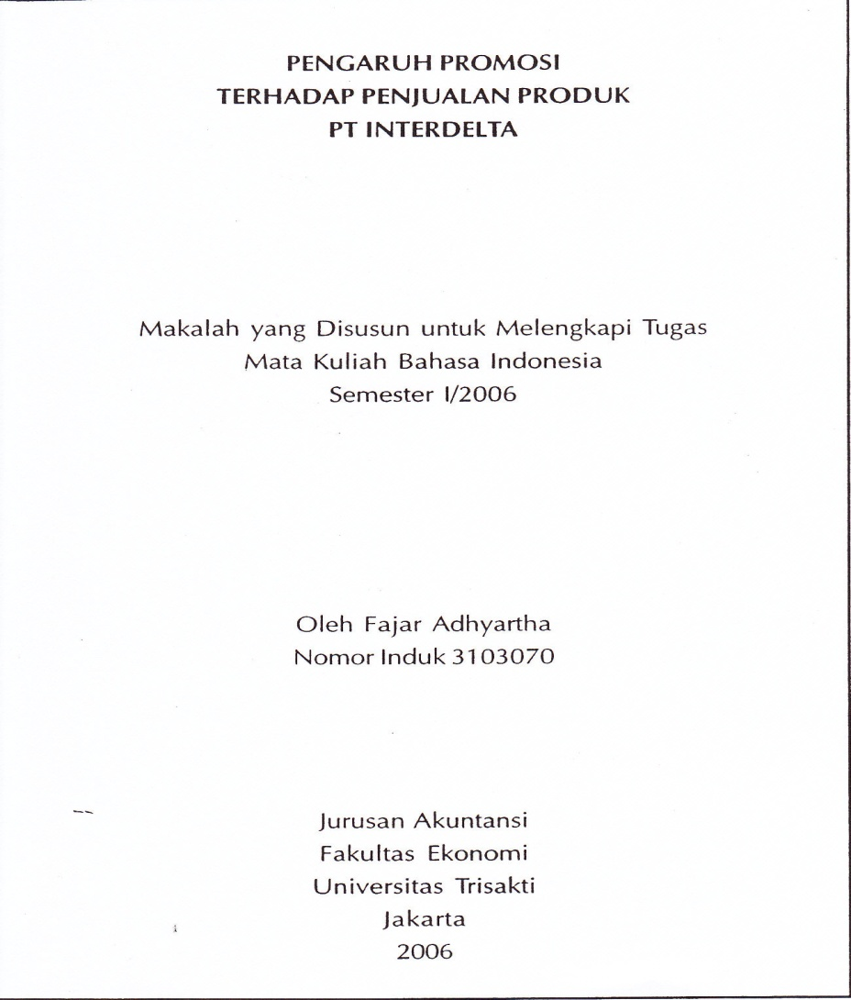 PENGARUH PROMOSI
TERHADAP PENJUALAN PRODUK
PT INTERDELTA
Makalah yang Disusun untuk Melengkapi Tugas
Mata Kuliah Bahasa Indonesia
Semester I/2006
Oleh Fajar Adhyartha
Nomor Induk 3103070
Jurusan Akuntansi
Fakultas Ekonomi
Universitas Trisakti
Jakarta
2006